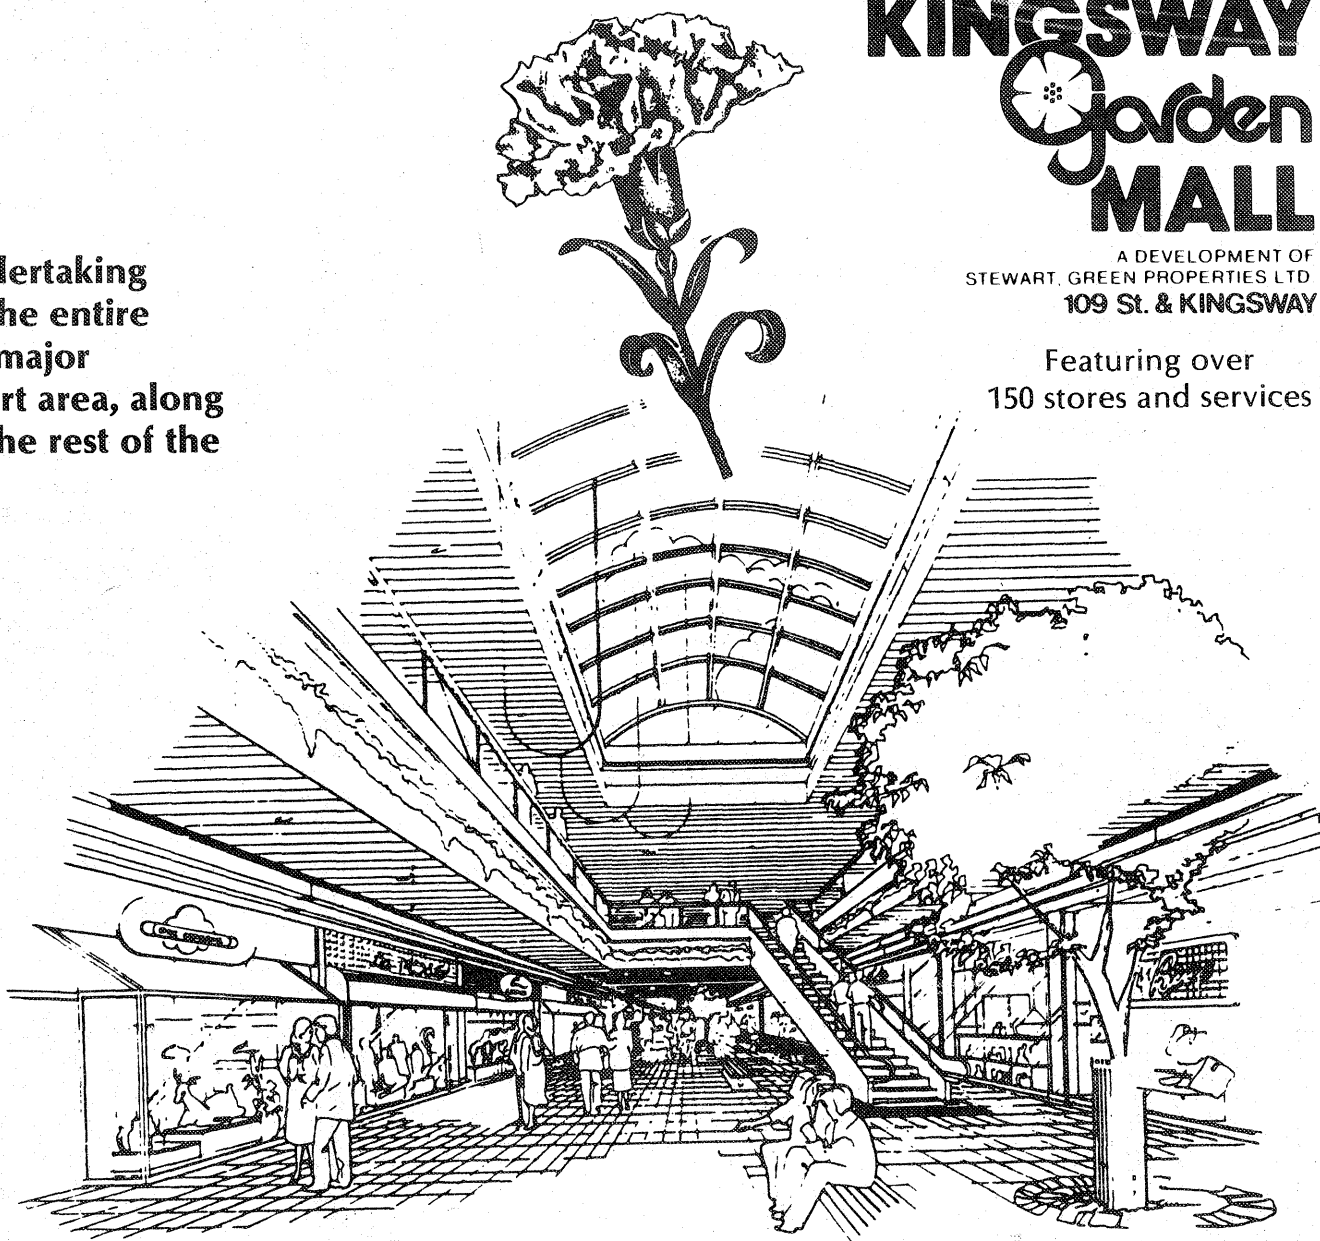 KINGSWAY
Garden
MALL
A DEVELOPMENT OF
STEWART, GREEN PROPERTIES LTD.
109 St. & KINGSWAY
Featuring over
150 stores and services
dertaking
he entire
major
rt area, along
he rest of the